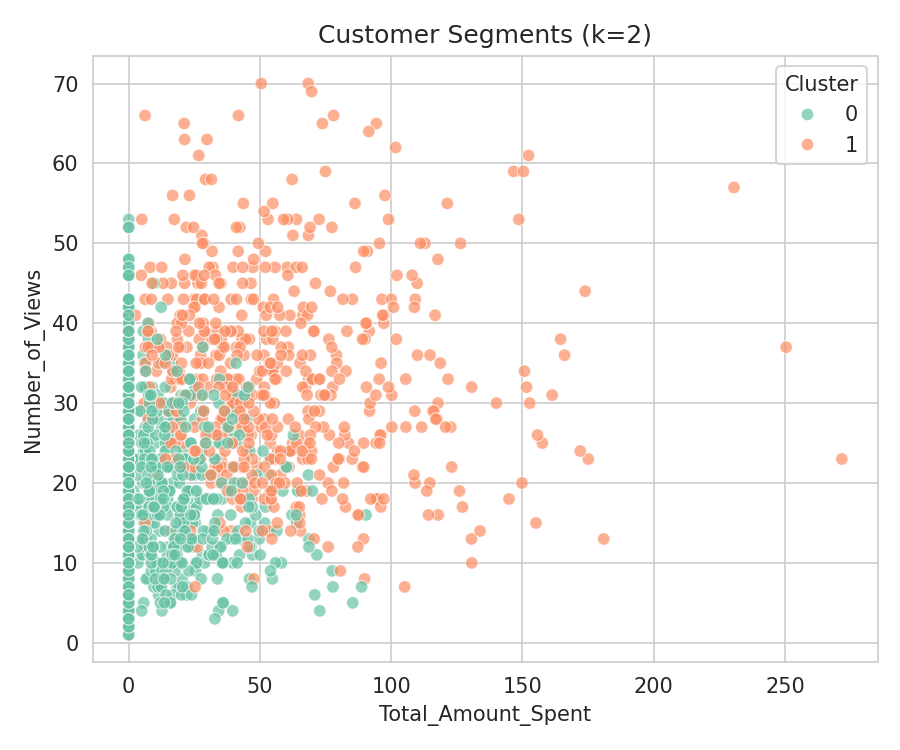 Customer Segments (k=2)
Cluster
0
1
70
60
50
40
30
20
10
0
Number_of_Views
0 50 100 150 200 250
Total_Amount_Spent